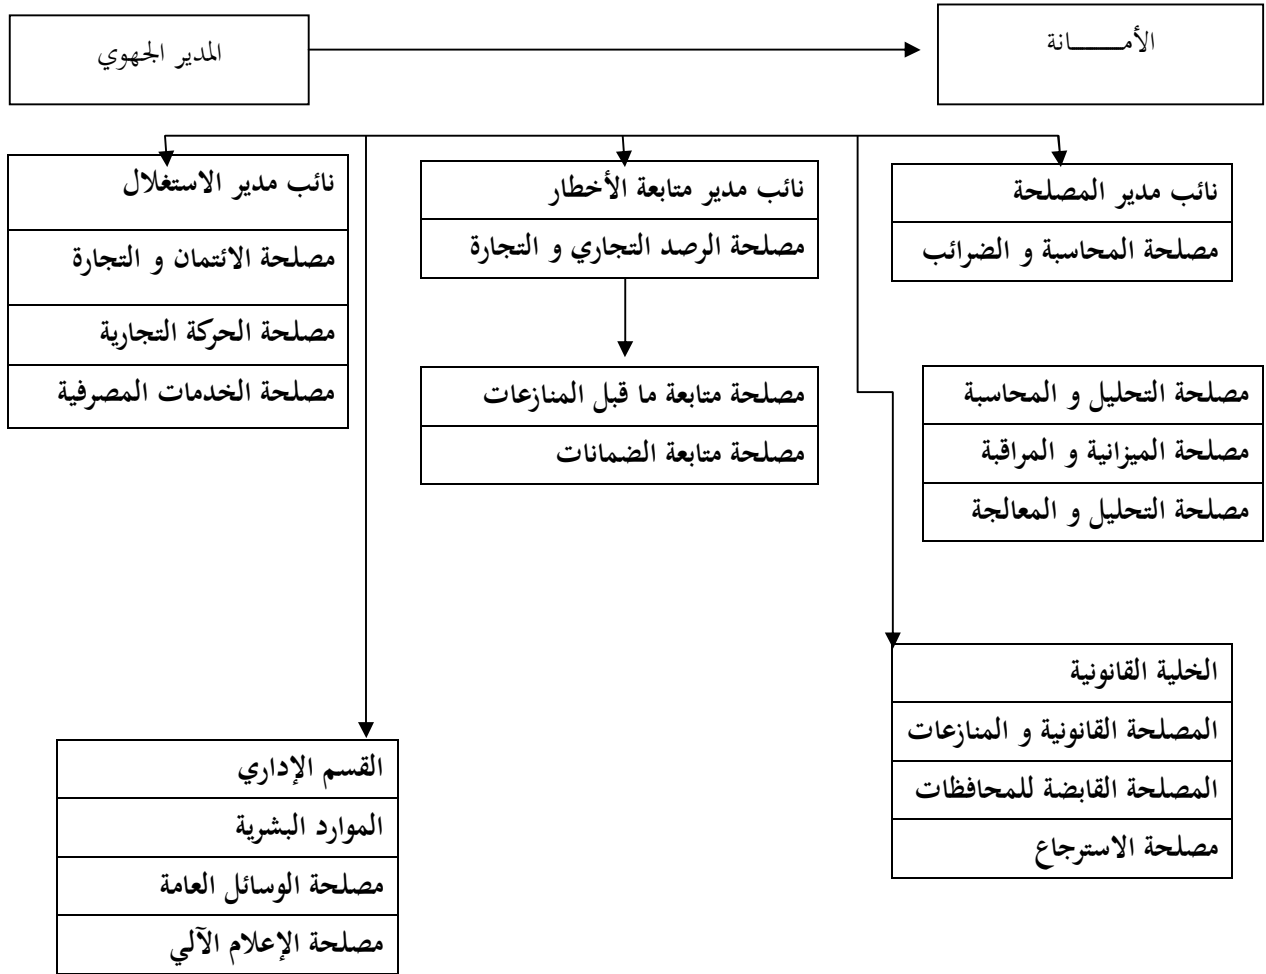 الأمـــــــانة
المدير الجهوي
نائب مدير المصلحة
مصلحة المحاسبة و الضرائب
مصلحة التحليل و المحاسبة
مصلحة الميزانية و المراقبة
مصلحة التحليل و المعالجة
الخلية القانونية
المصلحة القانونية و المنازعات
المصلحة القابضة للمحافظات
مصلحة الاسترجاع
نائب مدير متابعة الأخطار
مصلحة الرصد التجاري و التجارة
مصلحة متابعة ما قبل المنازعات
مصلحة متابعة الضمانات
نائب مدير الاستغلال
مصلحة الائتمان و التجارة
مصلحة الحركة التجارية
مصلحة الخدمات المصرفية
القسم الإداري
الموارد البشرية
مصلحة الوسائل العامة
مصلحة الإعلام الآلي